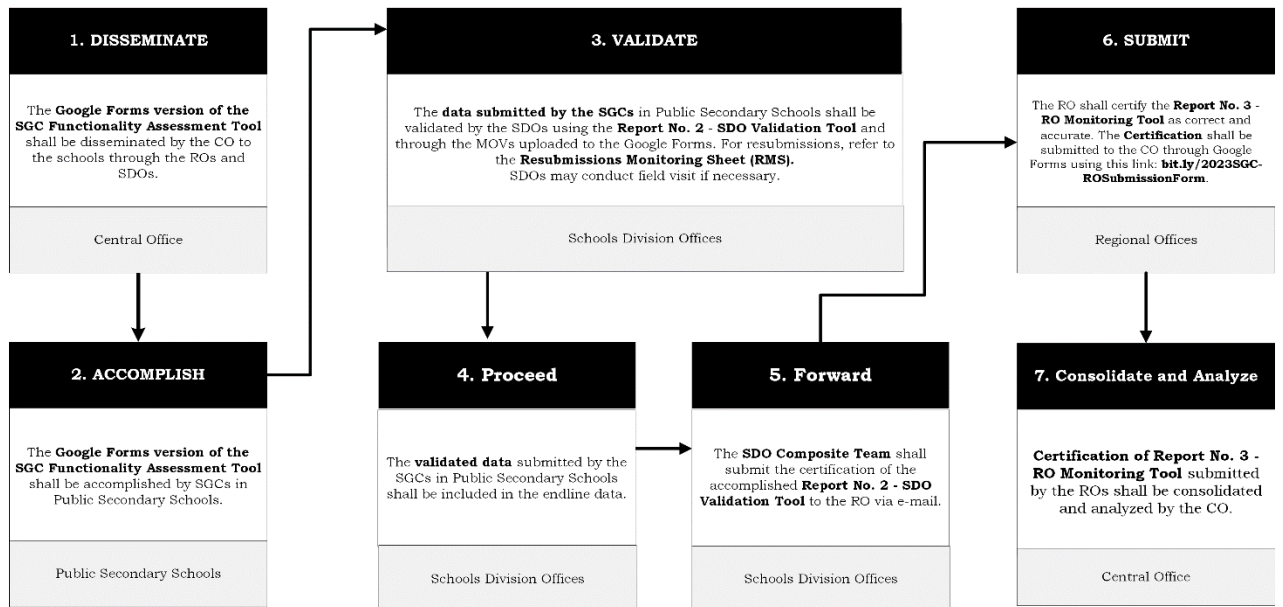 1. DISSEMINATE
The Google Forms version of the
SGC Functionality Assessment Tool
shall be disseminated by the CO to
the schools through the ROs and
SDOs.
Central Office
2. ACCOMPLISH
The Google Forms version of the
SGC Functionality Assessment Tool
shall be accomplished by SGCs in
Public Secondary Schools.
Public Secondary Schools
3. VALIDATE
The data submitted by the SGCs in Public Secondary Schools shall be
validated by the SDOs using the Report No. 2 - SDO Validation Tool and
through the MOVs uploaded to the Google Forms. For resubmissions, refer to
the Resubmissions Monitoring Sheet (RMS).
SDOs may conduct field visit if necessary.
Schools Division Offices
4. Proceed
The validated data submitted by the
SGCs in Public Secondary Schools
shall be included in the endline data.
Schools Division Offices
5. Forward
The SDO Composite Team shall
submit the certification of the
accomplished Report No. 2 - SDO
Validation Tool to the RO via e-mail.
Schools Division Offices
6. SUBMIT
The RO shall certify the Report No. 3 -
RO Monitoring Tool as correct and
accurate. The Certification shall be
submitted to the CO through Google
Forms using this link: bit.ly/2023SGC-
ROSubmissionForm.
Regional Offices
7. Consolidate and Analyze
Certification of Report No. 3 -
RO Monitoring Tool submitted
by the ROs shall be consolidated
and analyzed by the CO.
Central Office